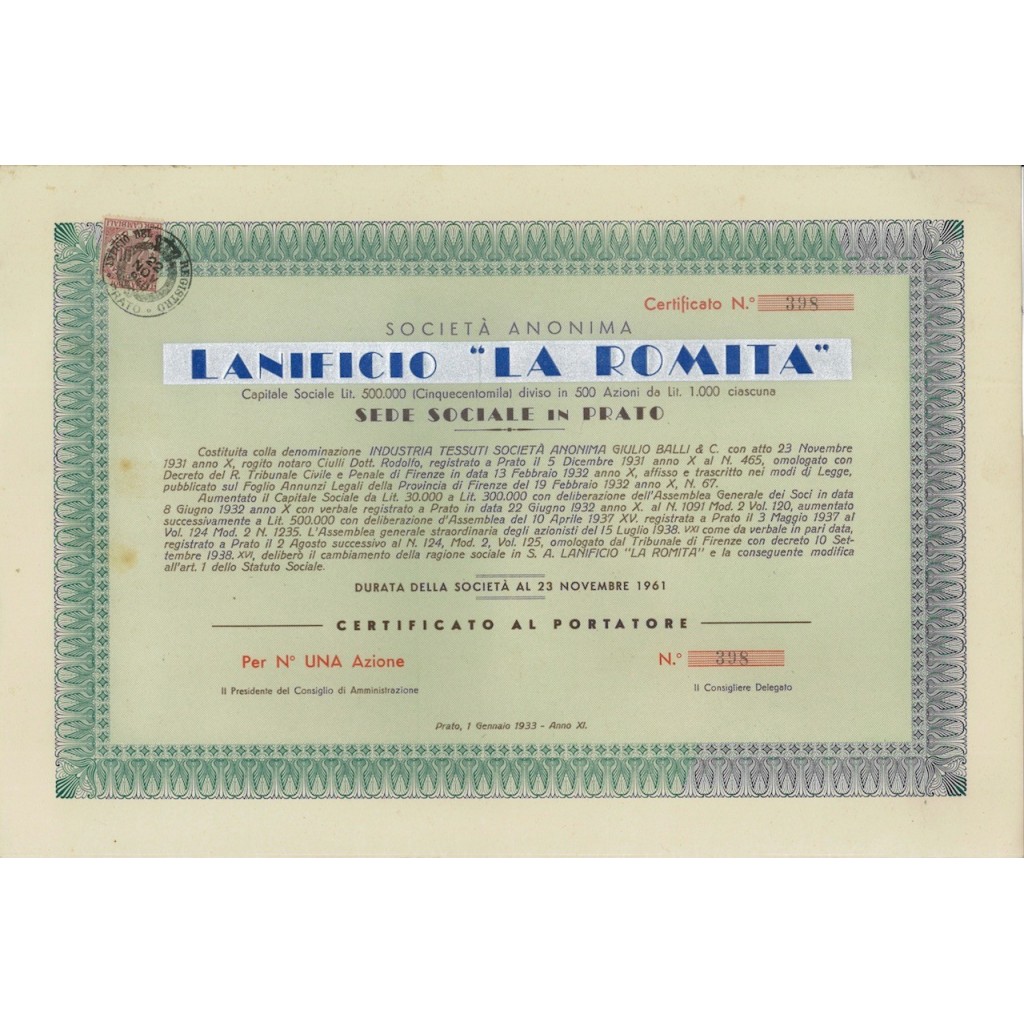 UFFICIO DEL REGISTRO
22 NOV
PRATO
Certificato N.° 398
SOCIETÀ ANONIMA
LANIFICIO "LA ROMITA"
Capitale Sociale Lit. 500.000 (Cinquecentomila) diviso in 500 Azioni da Lit. 1.000 ciascuna
SEDE SOCIALE IN PRATO
Costituita colla denominazione INDUSTRIA TESSUTI SOCIETÀ ANONIMA GIULIO BALLI & C. con atto 23 Novembre
1931 anno X, rogito notaro Ciulli Dott. Rodolfo, registrato a Prato il 5 Dicembre 1931 anno X al N. 465, omologato con
Decreto del R. Tribunale Civile e Penale di Firenze in data 13 Febbraio 1932 anno X, affisso e trascritto nei modi di Legge,
pubblicato sul Foglio Annunzi Legali della Provincia di Firenze del 19 Febbraio 1932 anno X, N. 67.
Aumentato il Capitale Sociale da Lit. 30.000 a Lit. 300.000 con deliberazione dell'Assemblea Generale dei Soci in data
8 Giugno 1932 anno X con verbale registrato a Prato in data 22 Giugno 1932 anno X. al N. 1091 Mod. 2 Vol. 120, aumentato
successivamente a Lit. 500.000 con deliberazione d'Assemblea del 10 Aprile 1937 XV. registrata a Prato il 3 Maggio 1937 al
Vol. 124 Mod. 2 N. 1235. L'Assemblea generale straordinaria degli azionisti del 15 Luglio 1938. VXI come da verbale in pari data,
registrato a Prato il 2 Agosto successivo al N. 124, Mod. 2, Vol. 125, omologato dal Tribunale di Firenze con decreto 10 Set-
tembre 1938. XVI, deliberò il cambiamento della ragione sociale in S. A. LANIFICIO "LA ROMITA" e la conseguente modifica
all'art. 1 dello Statuto Sociale.
DURATA DELLA SOCIETÀ AL 23 NOVEMBRE 1961
CERTIFICATO AL PORTATORE
Per N° UNA Azione N.° 398
Il Presidente del Consiglio di Amministrazione Il Consigliere Delegato
Prato, 1 Gennaio 1933 - Anno XI.